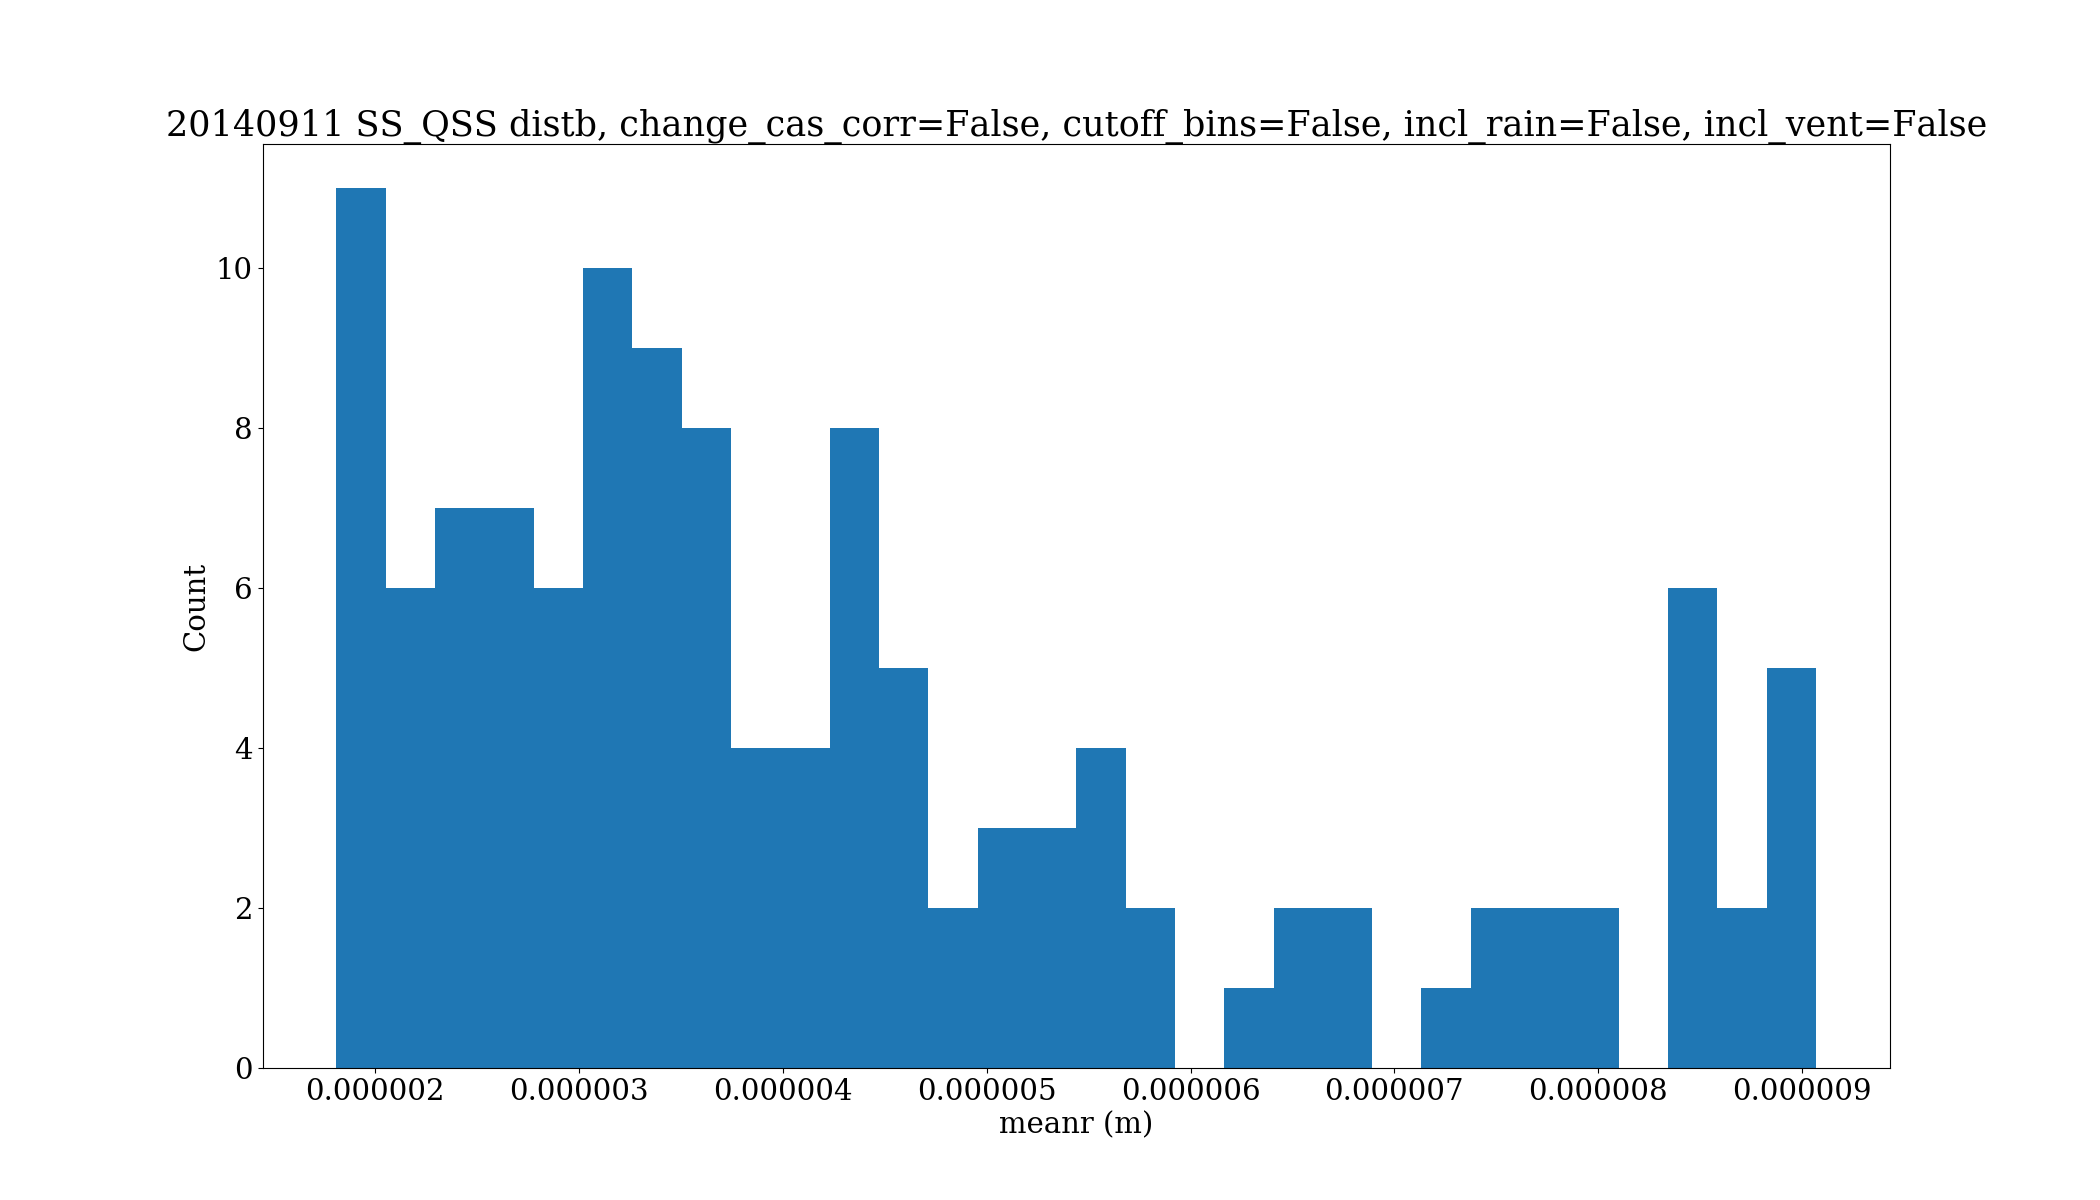 20140911 SS_QSS distb, change_cas_corr=False, cutoff_bins=False, incl_rain=False, incl_vent=False
10
8
6
4
2
0
Count
0.000002 0.000003 0.000004 0.000005 0.000006 0.000007 0.000008 0.000009
meanr (m)